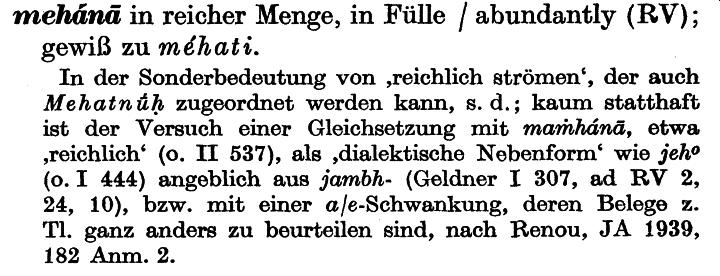 mehánā in reicher Menge, in Fülle / abundantly (RV);
gewiß zu méhati.
In der Sonderbedeutung von ‚reichlich strömen‘, der auch
Mehatnū́ḥ zugeordnet werden kann, s. d.; kaum statthaft
ist der Versuch einer Gleichsetzung mit maṁhánā, etwa
‚reichlich‘ (o. II 537), als ‚dialektische Nebenform‘ wie jehº
(o. I 444) angeblich aus jambh- (Geldner I 307, ad RV 2,
24, 10), bzw. mit einer a/e-Schwankung, deren Belege z.
Tl. ganz anders zu beurteilen sind, nach Renou, JA 1939,
182 Anm. 2.